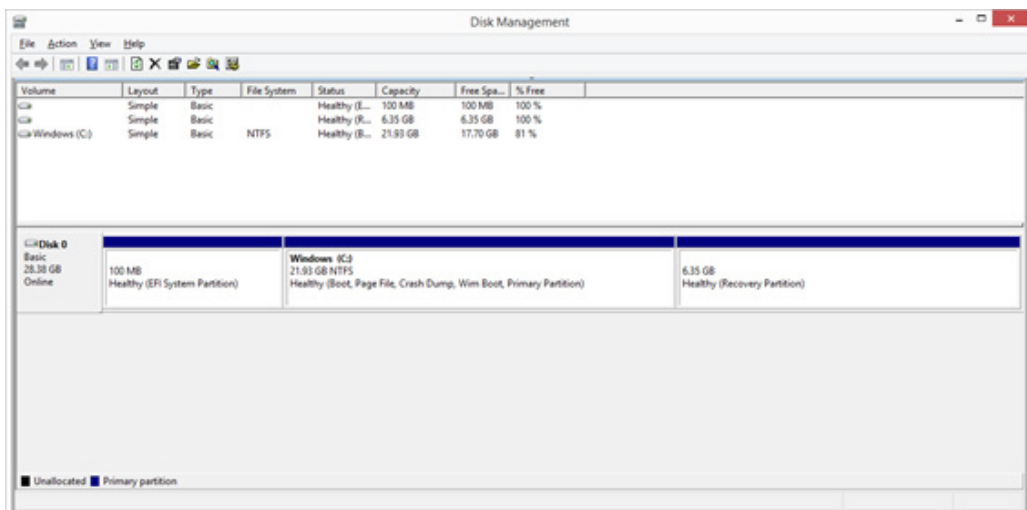 Disk Management
File Action View Help
Volume Layout Type File System Status Capacity Free Spa... % Free
Simple Basic Healthy (E... 100 MB 100 MB 100 %
Simple Basic Healthy (R... 6.35 GB 6.35 GB 100 %
Windows (C:) Simple Basic NTFS Healthy (B... 21.93 GB 17.70 GB 81 %
Disk 0
Basic
28.38 GB
Online
100 MB
Healthy (EFI System Partition)
Windows (C:)
21.93 GB NTFS
Healthy (Boot, Page File, Crash Dump, Wim Boot, Primary Partition)
6.35 GB
Healthy (Recovery Partition)
Unallocated Primary partition